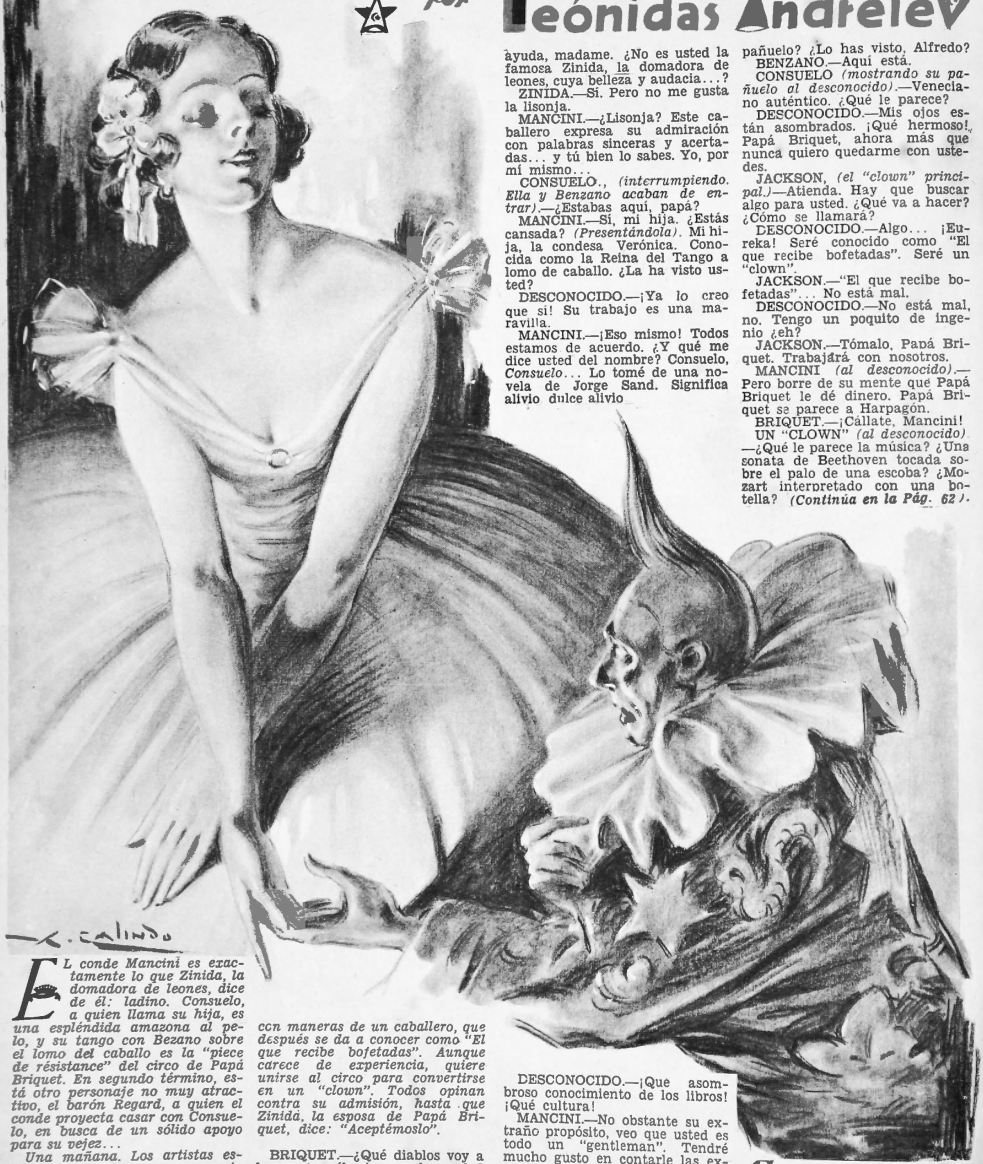 por
Leónidas Andreiev
EL conde Mancini es exac-
tamente lo que Zinida, la
domadora de leones, dice
de él: ladino. Consuelo,
a quien llama su hija, es
una espléndida amazona al pe-
lo, y su tango con Bezano sobre
el lomo del caballo es la "piece
de résistance" del circo de Papá
Briquet. En segundo término, es-
tá otro personaje no muy atrac-
tivo, el barón Regard, a quien el
conde proyecta casar con Consue-
lo, en busca de un sólido apoyo
para su vejez...
Una mañana. Los artistas es-
con maneras de un caballero, que
después se da a conocer como "El
que recibe bofetadas". Aunque
carece de experiencia, quiere
unirse al circo para convertirse
en un "clown". Todos opinan
contra su admisión, hasta que
Zinida, la esposa de Papá Bri-
quet, dice: "Aceptémoslo".
BRIQUET.—¿Qué diablos voy a
DESCONOCIDO.—¡Que asom-
broso conocimiento de los libros!
¡Qué cultura!
MANCINI.—No obstante su ex-
traño propósito, veo que usted es
todo un "gentleman". Tendré
mucho gusto en contarle las ex-
ayuda, madame. ¿No es usted la
famosa Zinida, la domadora de
leones, cuya belleza y audacia...?
ZINIDA.—Sí. Pero no me gusta
la lisonja.
MANCINI.—¿Lisonja? Este ca-
ballero expresa su admiración
con palabras sinceras y acerta-
das... y tú bien lo sabes. Yo, por
mí mismo...
CONSUELO., (interrumpiendo.
Ella y Benzano acaban de en-
trar).—¿Estabas aquí, papá?
MANCINI.—Sí, mi hija. ¿Estás
cansada? (Presentándola). Mi hi-
ja, la condesa Verónica. Cono-
cida como la Reina del Tango a
lomo de caballo. ¿La ha visto us-
ted?
DESCONOCIDO.—¡Ya lo creo
que si! Su trabajo es una ma-
ravilla.
MANCINI.—¡Eso mismo! Todos
estamos de acuerdo. ¿Y qué me
dice usted del nombre? Consuelo,
Consuelo... Lo tomé de una no-
vela de Jorge Sand. Significa
alivio dulce alivio
pañuelo? ¿Lo has visto, Alfredo?
BENZANO.—Aquí está.
CONSUELO (mostrando su pa-
ñuelo al desconocido).—Venecia-
no auténtico. ¿Qué le parece?
DESCONOCIDO.—Mis ojos es-
tán asombrados. ¡Qué hermoso!
Papá Briquet, ahora más que
nunca quiero quedarme con uste-
des.
JACKSON, (el "clown" princi-
pal.)—Atienda. Hay que buscar
algo para usted. ¿Qué va a hacer?
¿Cómo se llamará?
DESCONOCIDO.—Algo... ¡Eu-
reka! Seré conocido como "El
que recibe bofetadas". Seré un
"clown".
JACKSON.—"El que recibe bo-
fetadas"... No está mal.
DESCONOCIDO.—No está mal,
no. Tengo un poquito de inge-
nio ¿eh?
JACKSON.—Tómalo, Papá Bri-
quet. Trabajará con nosotros.
MANCINI (al desconocido).—
Pero borre de su mente que Papá
Briquet le dé dinero. Papá Bri-
quet se parece a Harpagón.
BRIQUET.—¡Cállate, Mancini!
UN "CLOWN" (al desconocido)
—¿Qué le parece la música? ¿Una
sonata de Beethoven tocada so-
bre el palo de una escoba? ¿Mo-
zart interpretado con una bo-
tella? (Continúa en la Pág. 62).